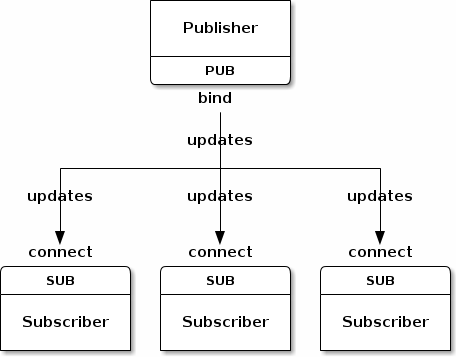 Publisher
PUB
bind
updates
updates updates updates
connect connect connect
SUB SUB SUB
Subscriber Subscriber Subscriber